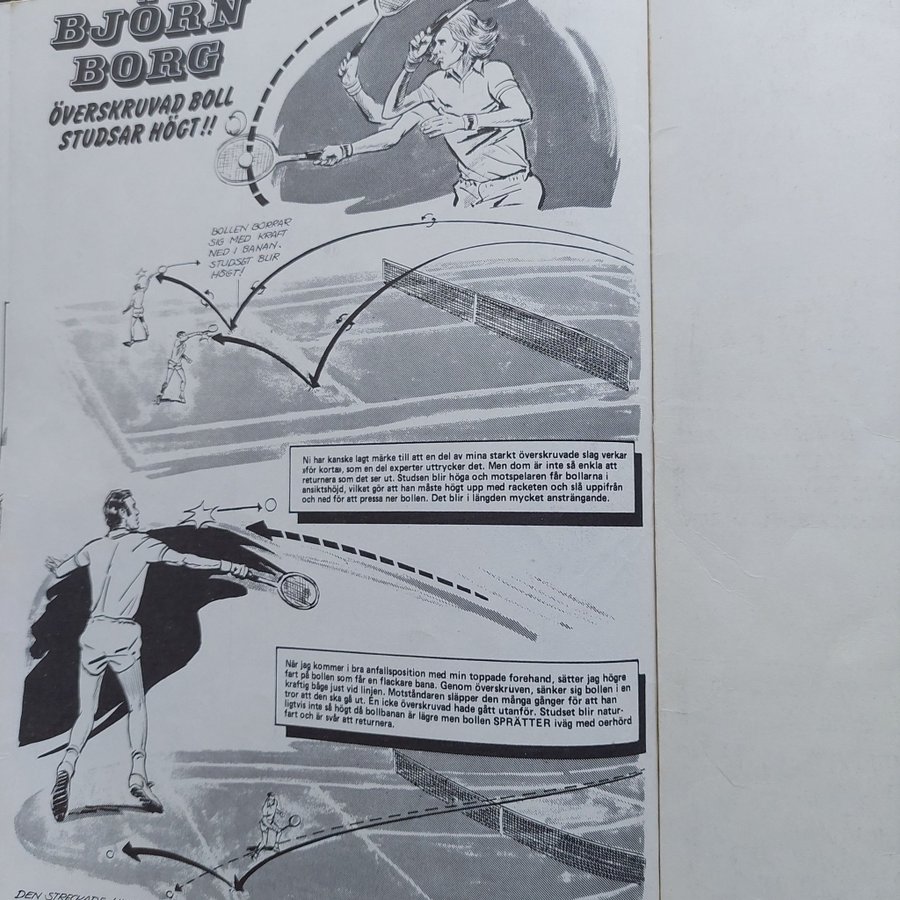 BJÖRN
BORG
ÖVERSKRUVAD BOLL
STUDSAR HÖGT!!
BOLLEN BORRAR
SIG MED KRAFT
NED I BANAN.
STUDSET BLIR
HÖGT!
Ni har kanske lagt märke till att en del av mina starkt överskruvade slag verkar
»för korta», som en del experter uttrycker det. Men dom är inte så enkla att
returnera som det ser ut. Studsen blir höga och motspelaren får bollarna i
ansiktshöjd, vilket gör att han måste högt upp med racketen och slå uppifrån
och ned för att pressa ner bollen. Det blir i längden mycket ansträngande.
När jag kommer i bra anfallsposition med min toppade forehand, sätter jag högre
fart på bollen som får en flackare bana. Genom överskruven, sänker sig bollen i en
kraftig båge just vid linjen. Motståndaren släpper den många gånger för att han
tror att den ska gå ut. En icke överskruvad hade gått utanför. Studset blir natur-
ligtvis inte så högt då bollbanan är lägre men bollen SPRÄTTER iväg med oerhörd
fart och är svår att returnera.
DEN STRECKADE